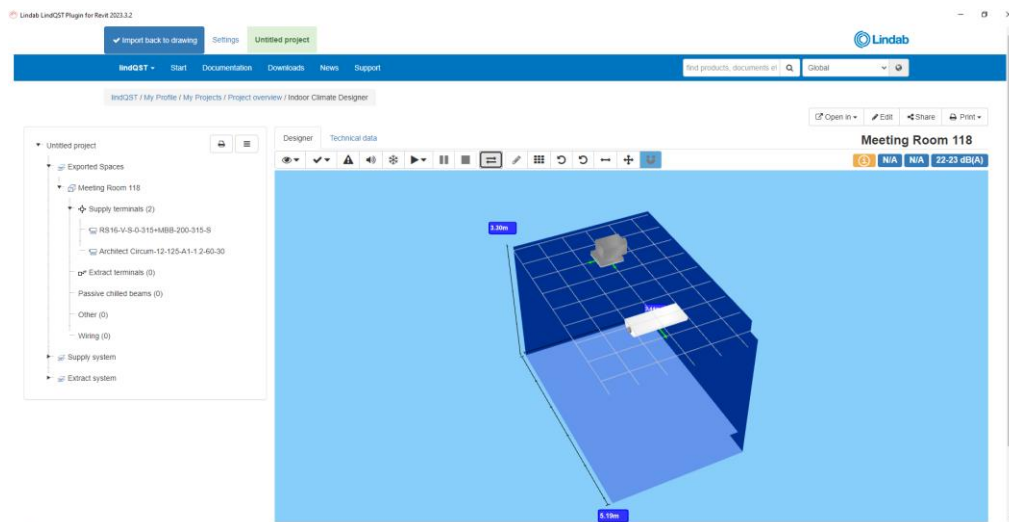 Lindab LindQST Plugin for Revit 2023.3.2
Import back to drawing Settings Untitled project
Lindab
lindQST Start Documentation Downloads News Support
find products, documents et Global
lindQST / My Profile / My Projects / Project overview / Indoor Climate Designer
Open in Edit Share Print
Untitled project
Designer Technical data
Meeting Room 118
N/A N/A 22-23 dB(A)
Exported Spaces
Meeting Room 118
Supply terminals (2)
RS16-V-S-0-315+MBB-200-315-S
Architect Circum-12-125-A1-1.2-60-30
Extract terminals (0)
Passive chilled beams (0)
Other (0)
Wiring (0)
Supply system
Extract system
3.30m
5.19m